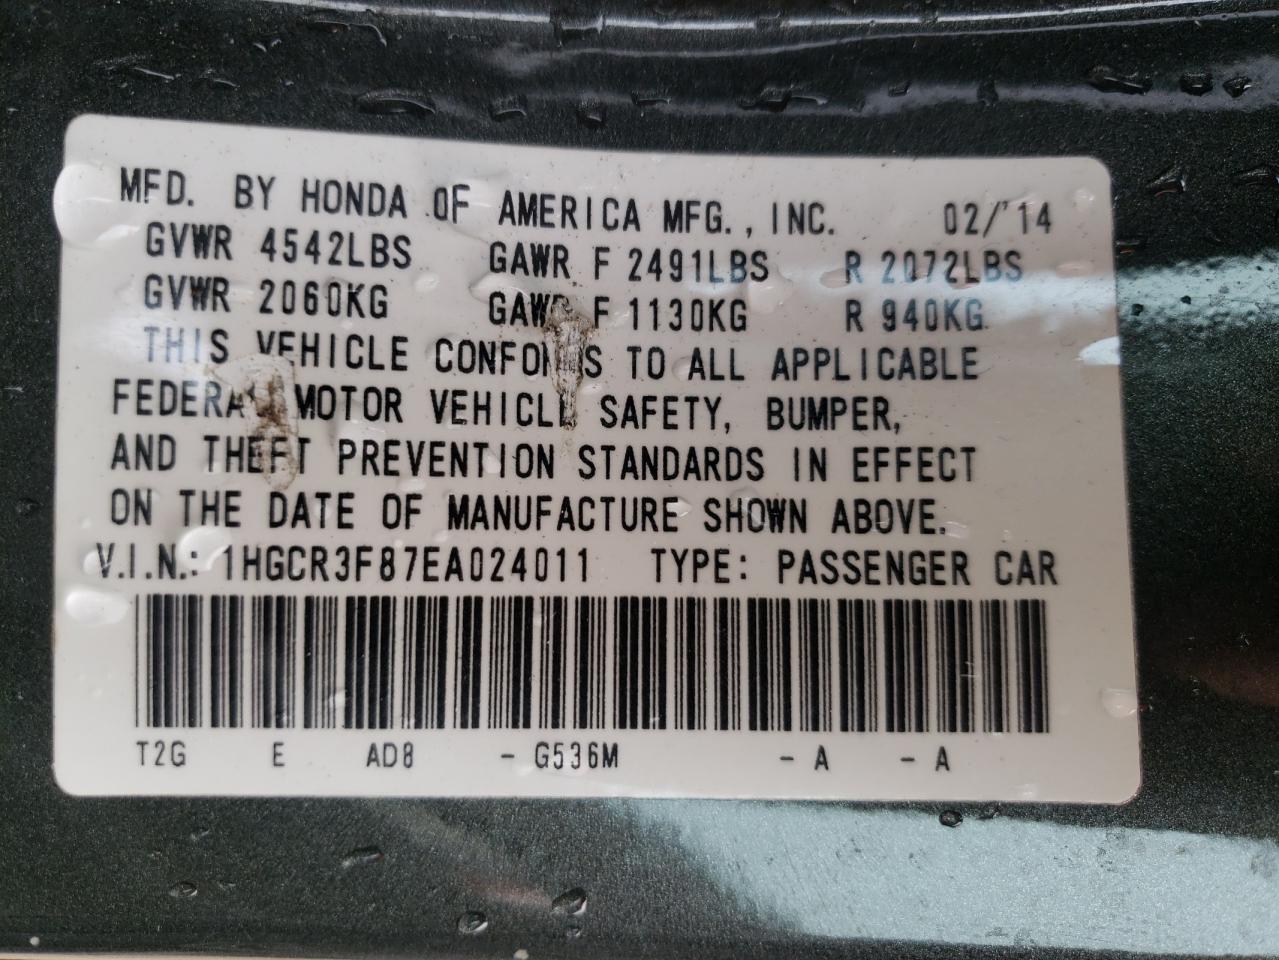 MFD. BY HONDA OF AMERICA MFG., INC. 02/'14
GVWR 4542LBS GAWR F 2491LBS R 2072LBS
GVWR 2060KG GAWR F 1130KG R 940KG
THIS VEHICLE CONFORMS TO ALL APPLICABLE
FEDERAL MOTOR VEHICLE SAFETY, BUMPER,
AND THEFT PREVENTION STANDARDS IN EFFECT
ON THE DATE OF MANUFACTURE SHOWN ABOVE.
V.I.N.: 1HGCR3F87EA024011 TYPE: PASSENGER CAR
T2G E AD8 - G536M - A - A